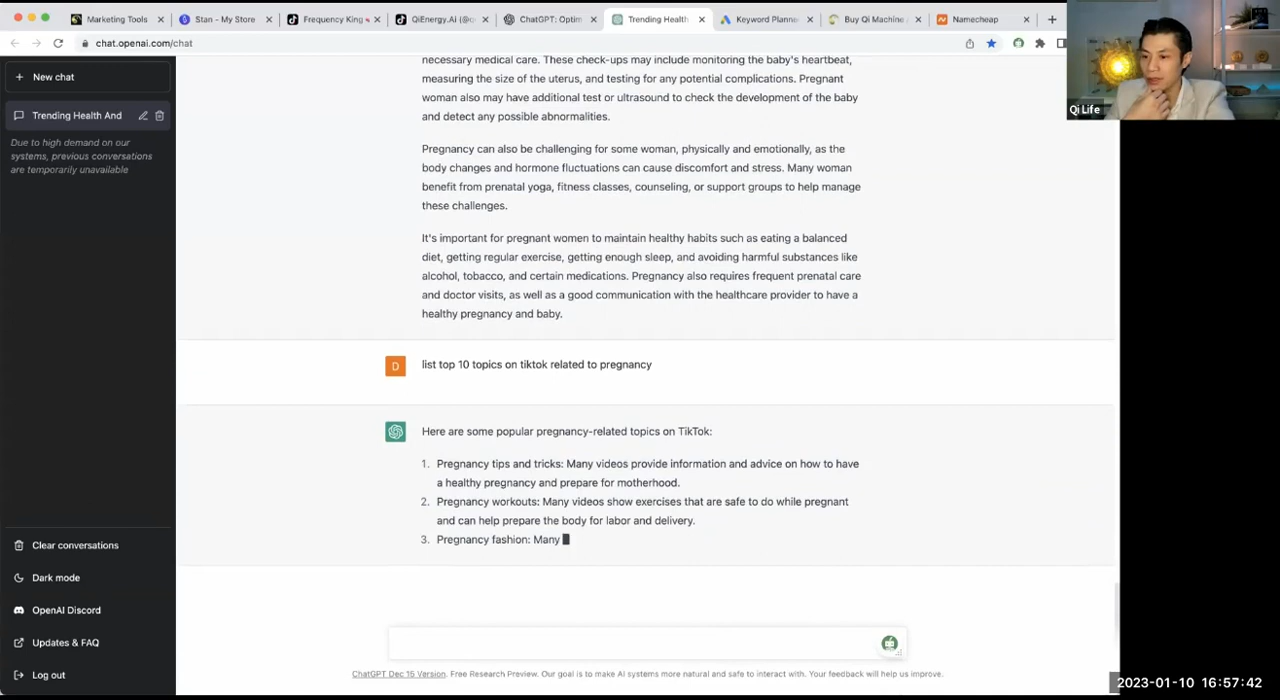 Marketing Tools
Stan - My Store
Frequency King
QiEnergy.AI (@
ChatGPT: Optim
Trending Health
Keyword Planne
Buy Qi Machine
Namecheap
chat.openai.com/chat
New chat
Trending Health And
Due to high demand on our
systems, previous conversations
are temporarily unavailable
Clear conversations
Dark mode
OpenAI Discord
Updates & FAQ
Log out
necessary medical care. These check-ups may include monitoring the baby's heartbeat,
measuring the size of the uterus, and testing for any potential complications. Pregnant
woman also may have additional test or ultrasound to check the development of the baby
and detect any possible abnormalities.
Pregnancy can also be challenging for some woman, physically and emotionally, as the
body changes and hormone fluctuations can cause discomfort and stress. Many woman
benefit from prenatal yoga, fitness classes, counseling, or support groups to help manage
these challenges.
It's important for pregnant women to maintain healthy habits such as eating a balanced
diet, getting regular exercise, getting enough sleep, and avoiding harmful substances like
alcohol, tobacco, and certain medications. Pregnancy also requires frequent prenatal care
and doctor visits, as well as a good communication with the healthcare provider to have a
healthy pregnancy and baby.
D
list top 10 topics on tiktok related to pregnancy
Here are some popular pregnancy-related topics on TikTok:
1. Pregnancy tips and tricks: Many videos provide information and advice on how to have
a healthy pregnancy and prepare for motherhood.
2. Pregnancy workouts: Many videos show exercises that are safe to do while pregnant
and can help prepare the body for labor and delivery.
3. Pregnancy fashion: Many
ChatGPT Dec 15 Version. Free Research Preview. Our goal is to make AI systems more natural and safe to interact with. Your feedback will help us improve.
Qi Life
2023-01-10 16:57:42